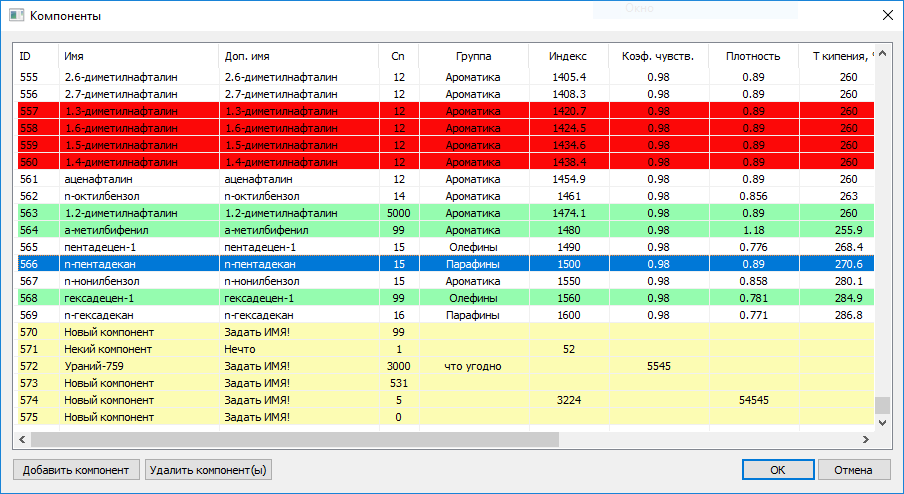 Окно
Компоненты
ID Имя Доп. имя Cn Группа Индекс Коэф. чувств. Плотность Т кипения, °
555 2.6-диметилнафталин 2.6-диметилнафталин 12 Ароматика 1405.4 0.98 0.89 260
556 2.7-диметилнафталин 2.7-диметилнафталин 12 Ароматика 1408.3 0.98 0.89 260
557 1.3-диметилнафталин 1.3-диметилнафталин 12 Ароматика 1420.7 0.98 0.89 260
558 1.6-диметилнафталин 1.6-диметилнафталин 12 Ароматика 1424.5 0.98 0.89 260
559 1.5-диметилнафталин 1.5-диметилнафталин 12 Ароматика 1434.6 0.98 0.89 260
560 1.4-диметилнафталин 1.4-диметилнафталин 12 Ароматика 1438.4 0.98 0.89 260
561 аценафталин аценафталин 12 Ароматика 1454.9 0.98 0.89 260
562 n-октилбензол n-октилбензол 14 Ароматика 1461 0.98 0.856 263
563 1.2-диметилнафталин 1.2-диметилнафталин 5000 Ароматика 1474.1 0.98 0.89 260
564 а-метилбифенил а-метилбифенил 99 Ароматика 1480 0.98 1.18 255.9
565 пентадецен-1 пентадецен-1 15 Олефины 1490 0.98 0.776 268.4
566 n-пентадекан n-пентадекан 15 Парафины 1500 0.98 0.89 270.6
567 n-нонилбензол n-нонилбензол 15 Ароматика 1550 0.98 0.858 280.1
568 гексадецен-1 гексадецен-1 99 Олефины 1560 0.98 0.781 284.9
569 n-гексадекан n-гексадекан 16 Парафины 1600 0.98 0.771 286.8
570 Новый компонент Задать ИМЯ! 99
571 Некий компонент Нечто 1 52
572 Ураний-759 Задать ИМЯ! 3000 что угодно 5545
573 Новый компонент Задать ИМЯ! 531
574 Новый компонент Задать ИМЯ! 5 3224 54545
575 Новый компонент Задать ИМЯ! 0
Добавить компонент Удалить компонент(ы) ОК Отмена